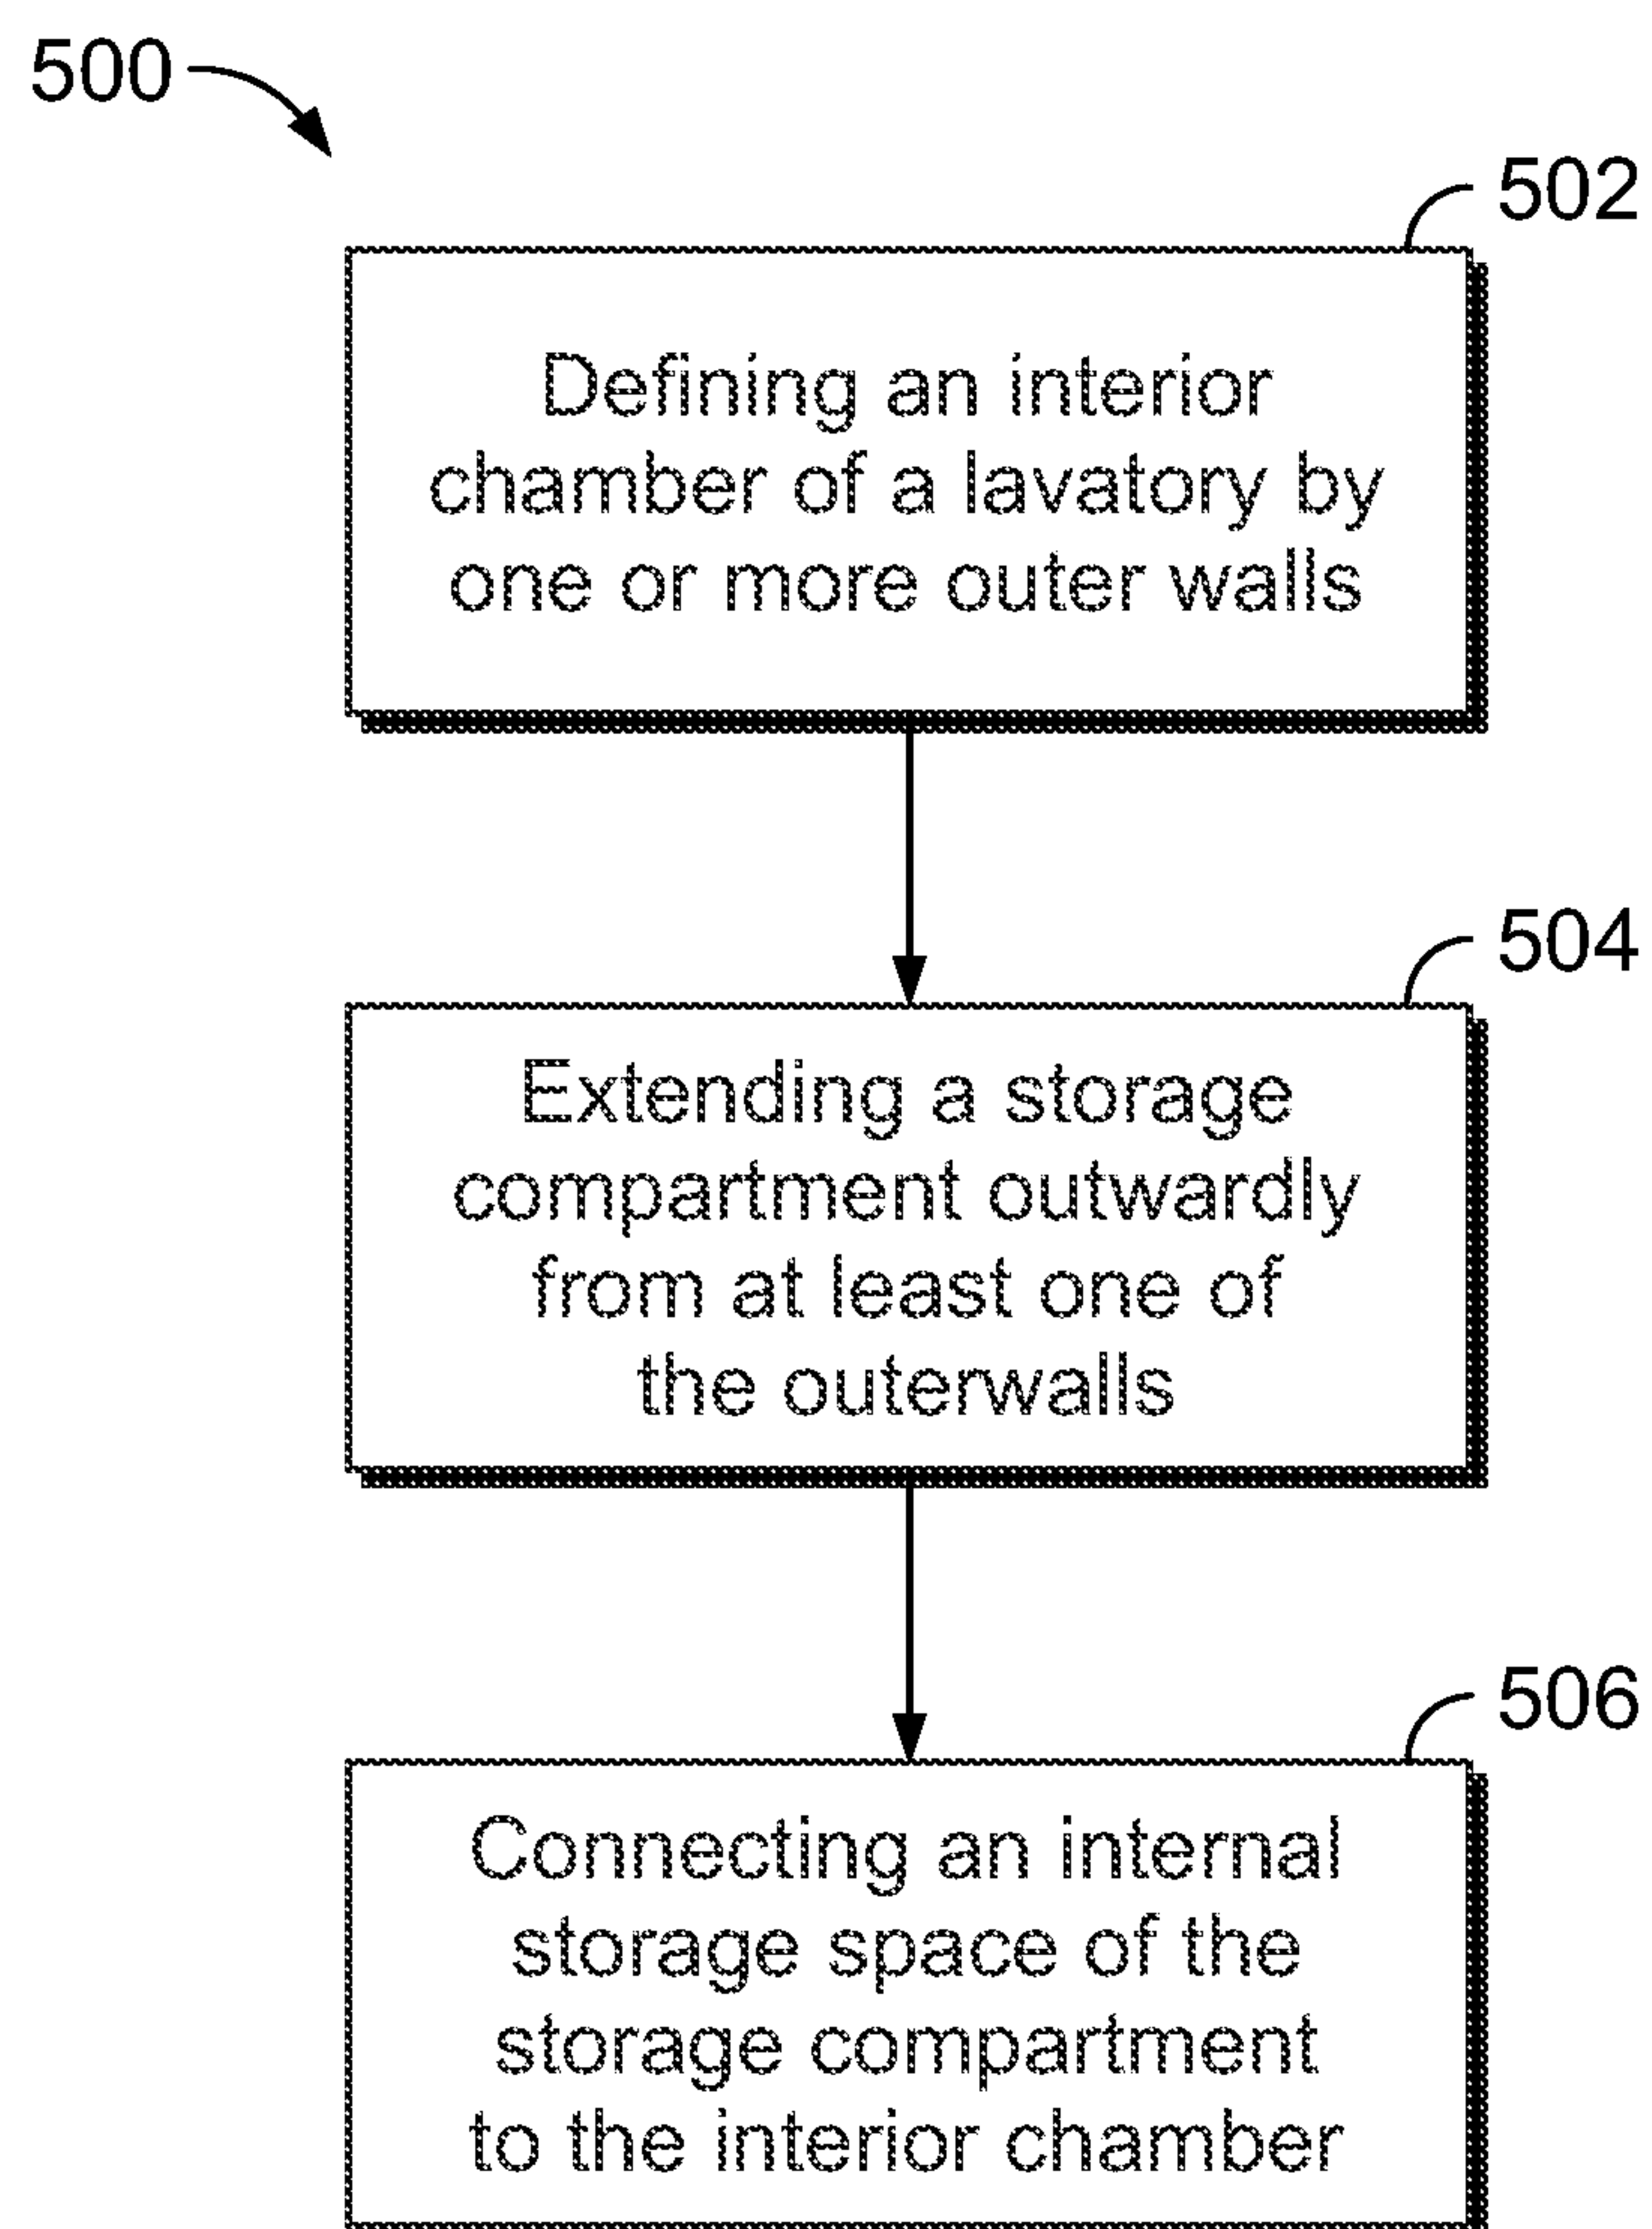 500
502
Defining an interior
chamber of a lavatory by
one or more outer walls
504
Extending a storage
compartment outwardly
from at least one of
the outerwalls
506
Connecting an internal
storage space of the
storage compartment
to the interior chamber